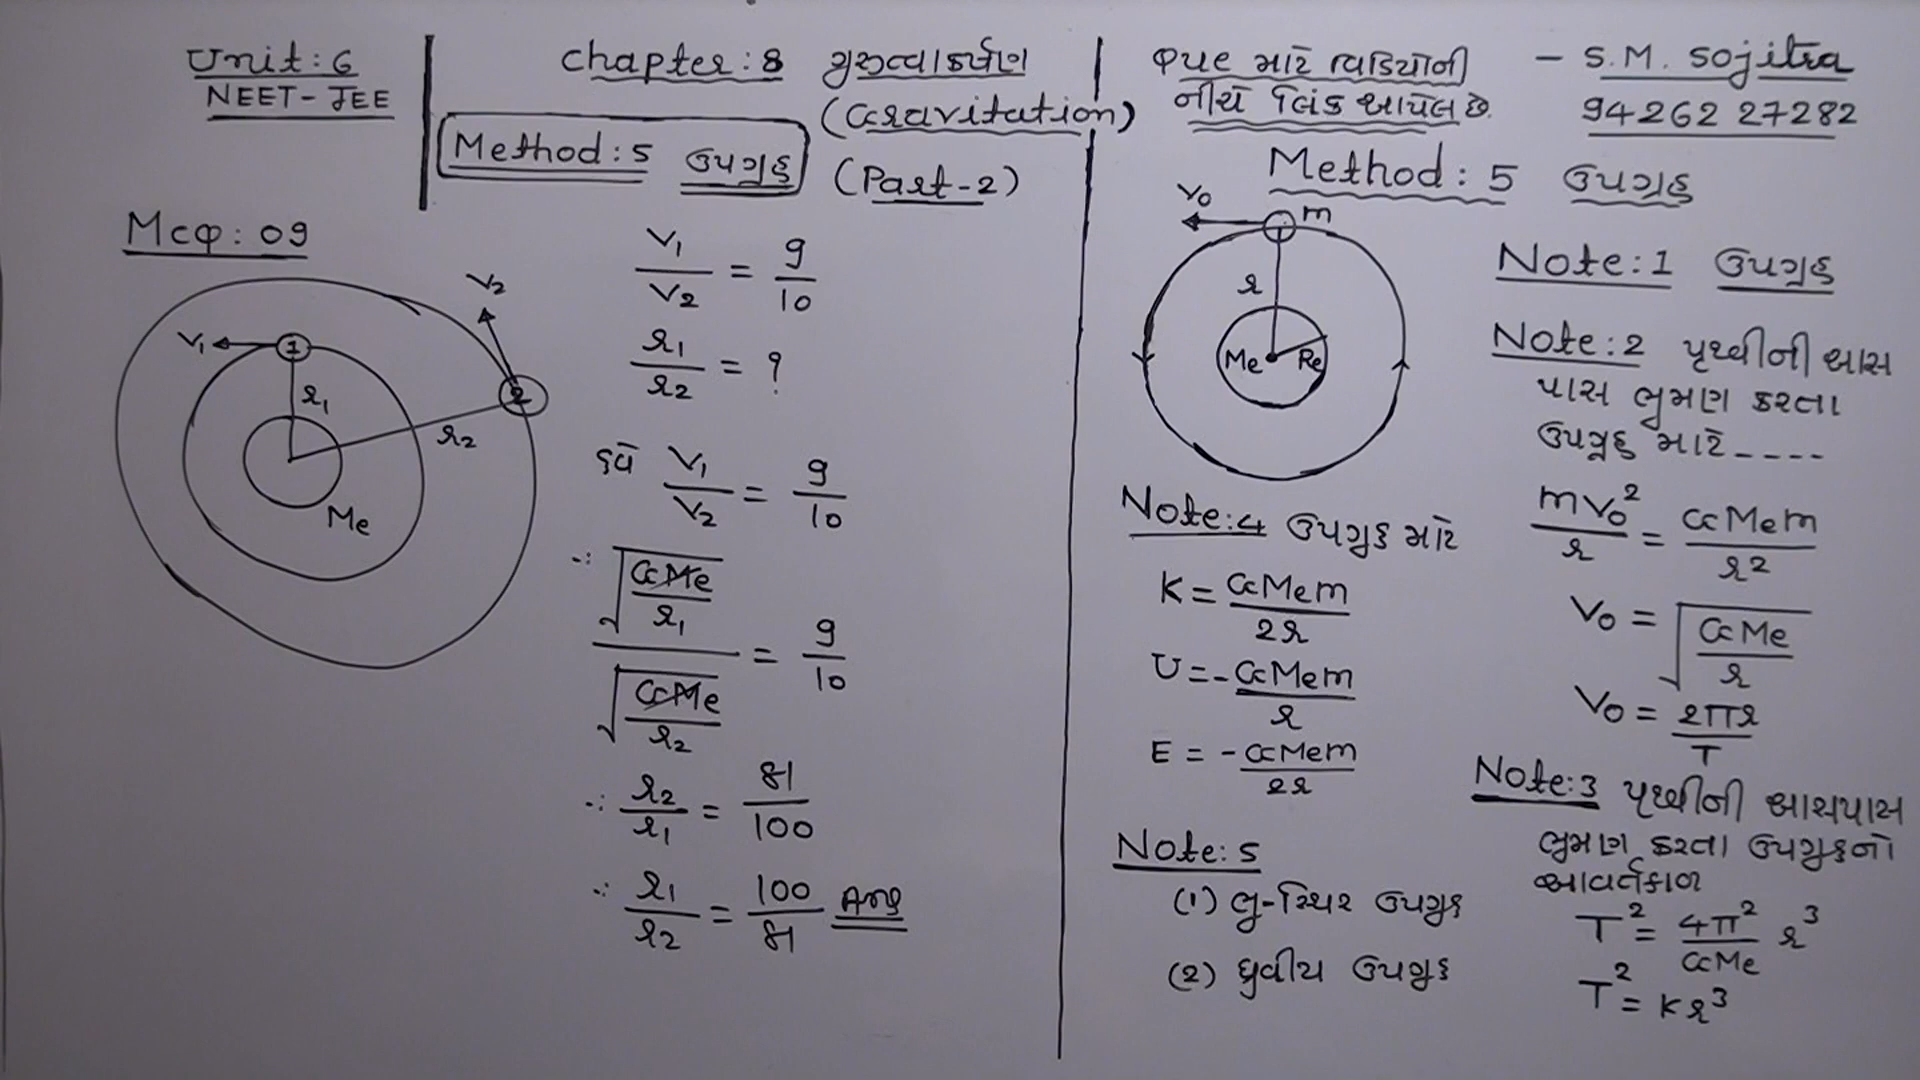 Unit: 6
NEET-JEE
Chapter: 8 ગુરુત્વાકર્ષણ
(Gravitation)
Method: 5 ઉપગ્રહ
(Part-2)
માટે વિડિયોની
નીચે લિંક આપેલ છે.
- S.M. Sojitra
94262 27282
MCQ: 09
V₂
V₁
1
2
r₁
r₂
Me
V₁/V₂ = 9/10
r₁/r₂ = ?
હવે V₁/V₂ = 9/10
∴ √(GMe/r₁) / √(GMe/r₂) = 9/10
∴ r₂/r₁ = 81/100
∴ r₁/r₂ = 100/81 Ans
Method: 5 ઉપગ્રહ
V₀
m
r
Me
Re
Note: 1 ઉપગ્રહ
Note: 2 પૃથ્વીની આસ
પાસ ભ્રમણ કરતા
ઉપગ્રહ માટે ----
mV₀²/r = GMem/r²
V₀ = √(GMe/r)
V₀ = 2πr/T
Note: 3 પૃથ્વીની આસપાસ
ભ્રમણ કરતા ઉપગ્રહનો
આવર્તકાળ
T² = 4π²/GMe r³
T² = Kr³
Note: 4 ઉપગ્રહ માટે
K = GMem/2r
U = -GMem/r
E = -GMem/2r
Note: 5
(1) ભુ-સ્થિર ઉપગ્રહ
(2) ધ્રુવીય ઉપગ્રહ